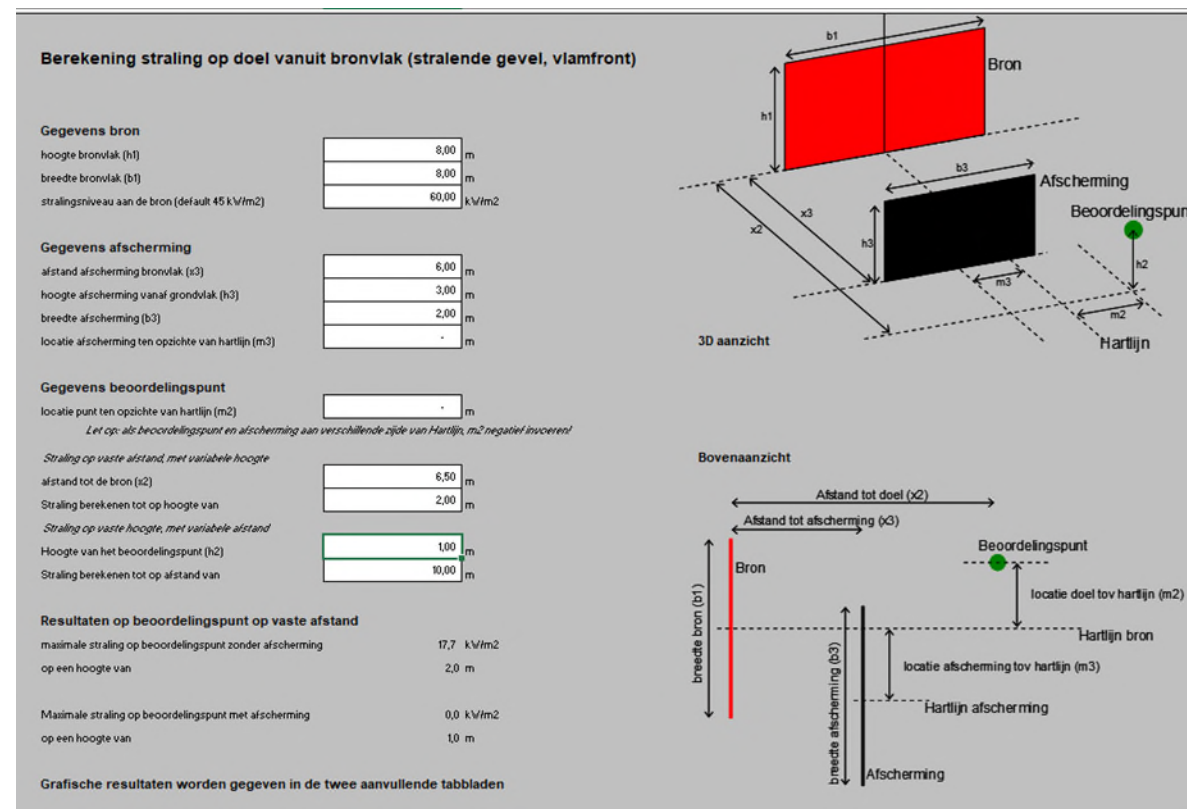 Berekening straling op doel vanuit bronvlak (stralende gevel, vlamfront)
Gegevens bron
hoogte bronvlak (h1) 8,00 m
breedte bronvlak (b1) 8,00 m
stralingsniveau aan de bron (default 45 kW/m2) 60,00 kW/m2
Gegevens afscherming
afstand afscherming bronvlak (x3) 6,00 m
hoogte afscherming vanaf grondvlak (h3) 3,00 m
breedte afscherming (b3) 2,00 m
locatie afscherming ten opzichte van hartlijn (m3) - m
Gegevens beoordelingspunt
locatie punt ten opzichte van hartlijn (m2) - m
Let op: als beoordelingspunt en afscherming aan verschillende zijde van Hartlijn, m2 negatief invoeren!
Straling op vaste afstand, met variabele hoogte
afstand tot de bron (x2) 6,50 m
Straling berekenen tot op hoogte van 2,00 m
Straling op vaste hoogte, met variabele afstand
Hoogte van het beoordelingspunt (h2) 1,00 m
Straling berekenen tot op afstand van 10,00 m
Resultaten op beoordelingspunt op vaste afstand
maximale straling op beoordelingspunt zonder afscherming 17,7 kW/m2
op een hoogte van 2,0 m
Maximale straling op beoordelingspunt met afscherming 0,0 kW/m2
op een hoogte van 1,0 m
Grafische resultaten worden gegeven in de twee aanvullende tabbladen
b1
Bron
h1
b3
Afscherming
Beoordelingspun
x3
x2
h3
h2
m3
m2
3D aanzicht
Hartlijn
Bovenaanzicht
Afstand tot doel (x2)
Afstand tot afscherming (x3)
Beoordelingspunt
Bron
breedte bron (b1)
locatie doel tov hartlijn (m2)
Hartlijn bron
locatie afscherming tov hartlijn (m3)
breedte afscherming (b3)
Hartlijn afscherming
Afscherming